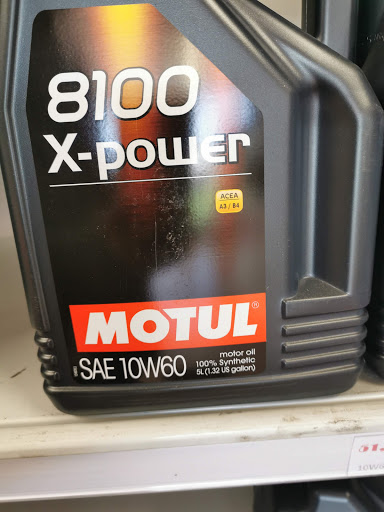 8100
X-power
ACEA
A3 / B4
MOTUL®
SAE 10W60
motor oil
100% Synthetic
5L (1.32 US gallon)